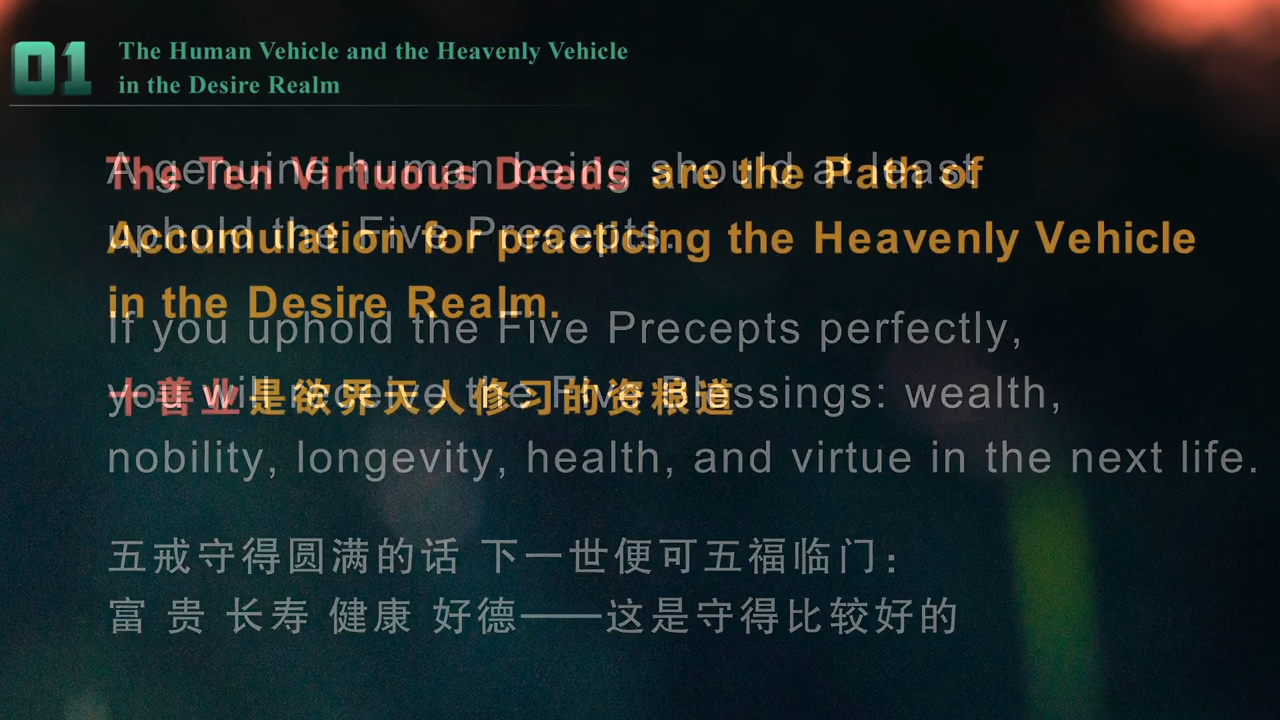 01
The Human Vehicle and the Heavenly Vehicle
in the Desire Realm
A genuine human being should at least
uphold the Five Precepts.
The Ten Virtuous Deeds are the Path of
Accumulation for practicing the Heavenly Vehicle
in the Desire Realm.
If you uphold the Five Precepts perfectly,
you will receive the Five Blessings: wealth,
十善业是欲界天人修习的资粮道
nobility, longevity, health, and virtue in the next life.
五戒守得圆满的话 下一世便可五福临门：
富 贵 长寿 健康 好德——这是守得比较好的